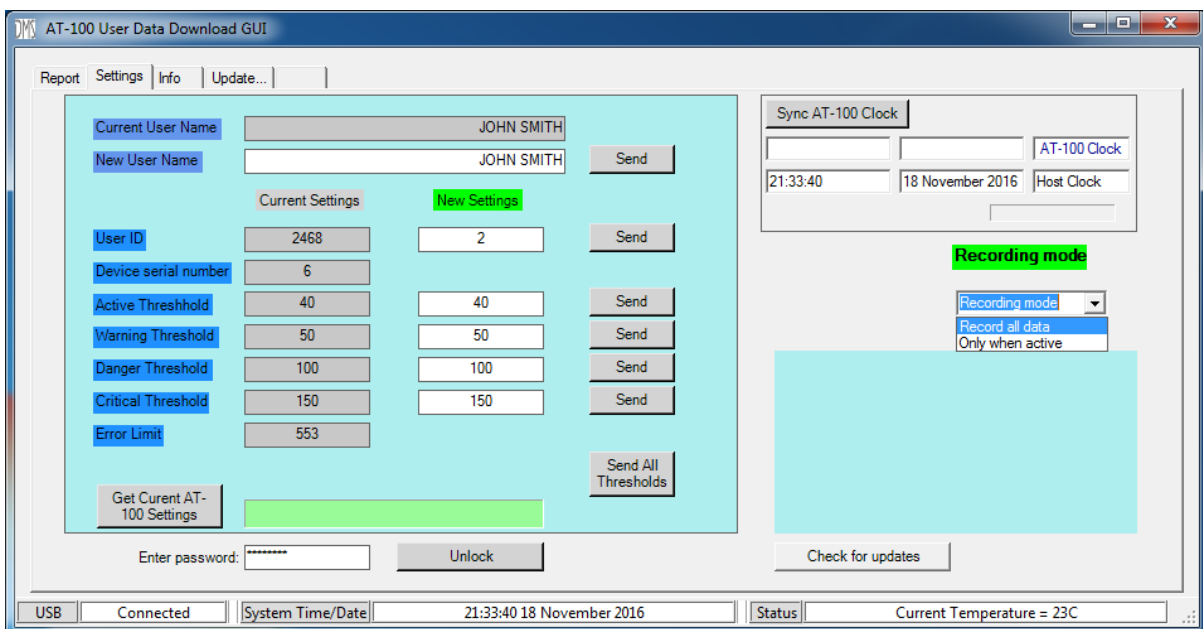 DMS AT-100 User Data Download GUI
Report Settings Info Update...
Current User Name JOHN SMITH
New User Name JOHN SMITH Send
Current Settings New Settings
User ID 2468 2 Send
Device serial number 6
Active Threshhold 40 40 Send
Warning Threshold 50 50 Send
Danger Threshold 100 100 Send
Critical Threshold 150 150 Send
Error Limit 553
Send All
Thresholds
Get Curent AT-
100 Settings
Enter password: ******** Unlock
Sync AT-100 Clock
AT-100 Clock
21:33:40 18 November 2016 Host Clock
Recording mode
Recording mode
Record all data
Only when active
Check for updates
USB Connected System Time/Date 21:33:40 18 November 2016 Status Current Temperature = 23C